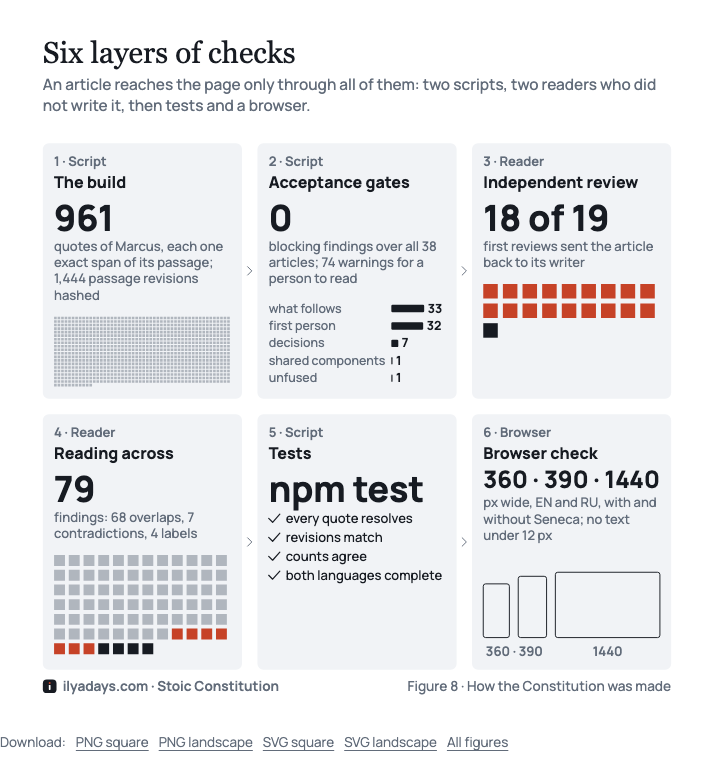 Six layers of checks
An article reaches the page only through all of them: two scripts, two readers who did
not write it, then tests and a browser.
1 · Script
The build
961
quotes of Marcus, each one
exact span of its passage;
1,444 passage revisions
hashed
2 · Script
Acceptance gates
0
blocking findings over all 38
articles; 74 warnings for a
person to read
what follows 33
first person 32
decisions 7
shared components 1
unfused 1
3 · Reader
Independent review
18 of 19
first reviews sent the article
back to its writer
4 · Reader
Reading across
79
findings: 68 overlaps, 7
contradictions, 4 labels
5 · Script
Tests
npm test
every quote resolves
revisions match
counts agree
both languages complete
6 · Browser
Browser check
360 · 390 · 1440
px wide, EN and RU, with and
without Seneca; no text
under 12 px
360 · 390 1440
ilyadays.com · Stoic Constitution
Figure 8 · How the Constitution was made
Download: PNG square PNG landscape SVG square SVG landscape All figures